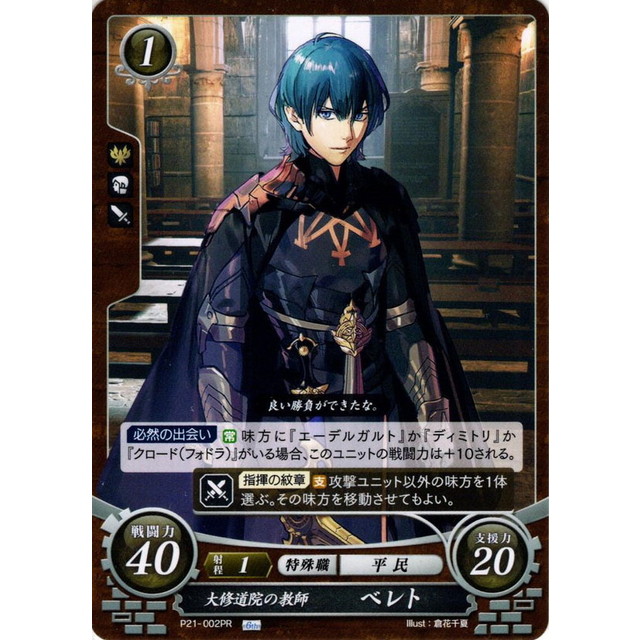 1
良い勝負ができたな。
必然の出会い 常 味方に『エーデルガルト』か『ディミトリ』か
『クロード(フォドラ)』がいる場合、このユニットの戦闘力は+10される。
指揮の紋章 支 攻撃ユニット以外の味方を1体
選ぶ。その味方を移動させてもよい。
戦闘力
40
射程 1
特殊職
平民
支援力
20
大修道院の教師 ベレト
P21-002PR
Illust:倉花千夏